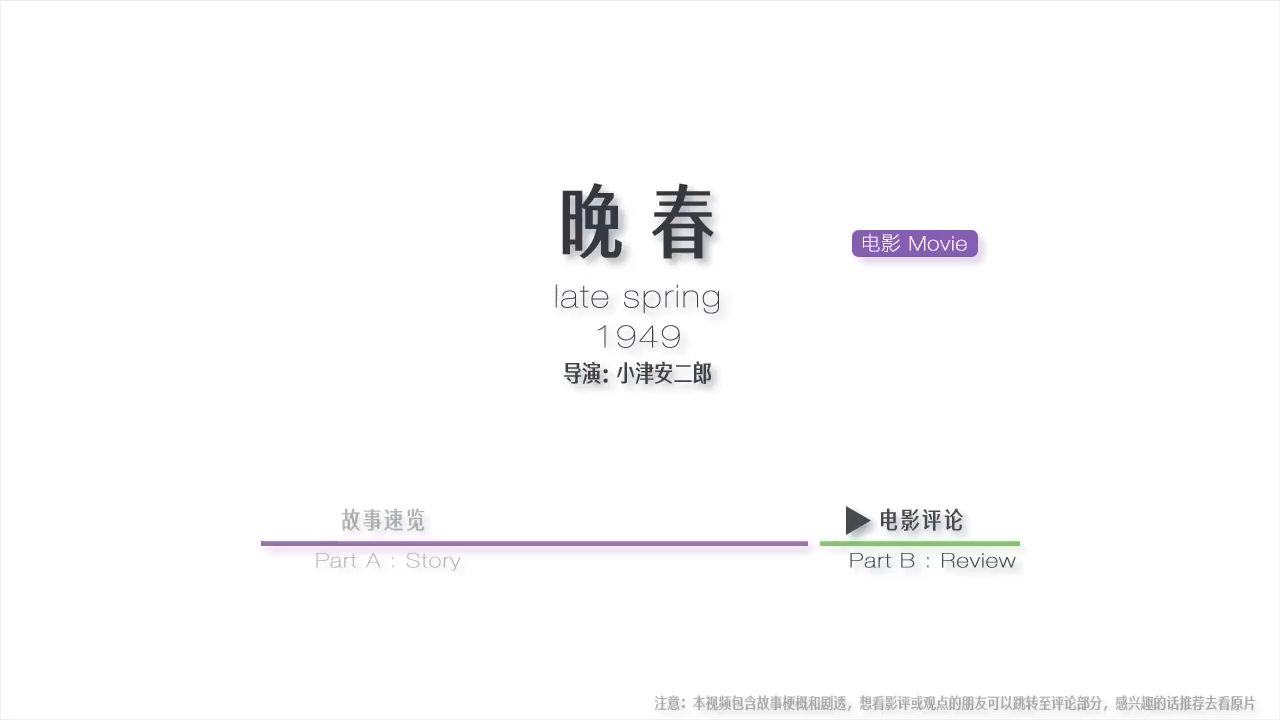 晚春
电影 Movie
late spring
1949
导演: 小津安二郎
故事速览
Part A : Story
电影评论
Part B : Review
注意: 本视频包含故事梗概和剧透, 想看影评或观点的朋友可以跳转至评论部分, 感兴趣的话推荐去看原片